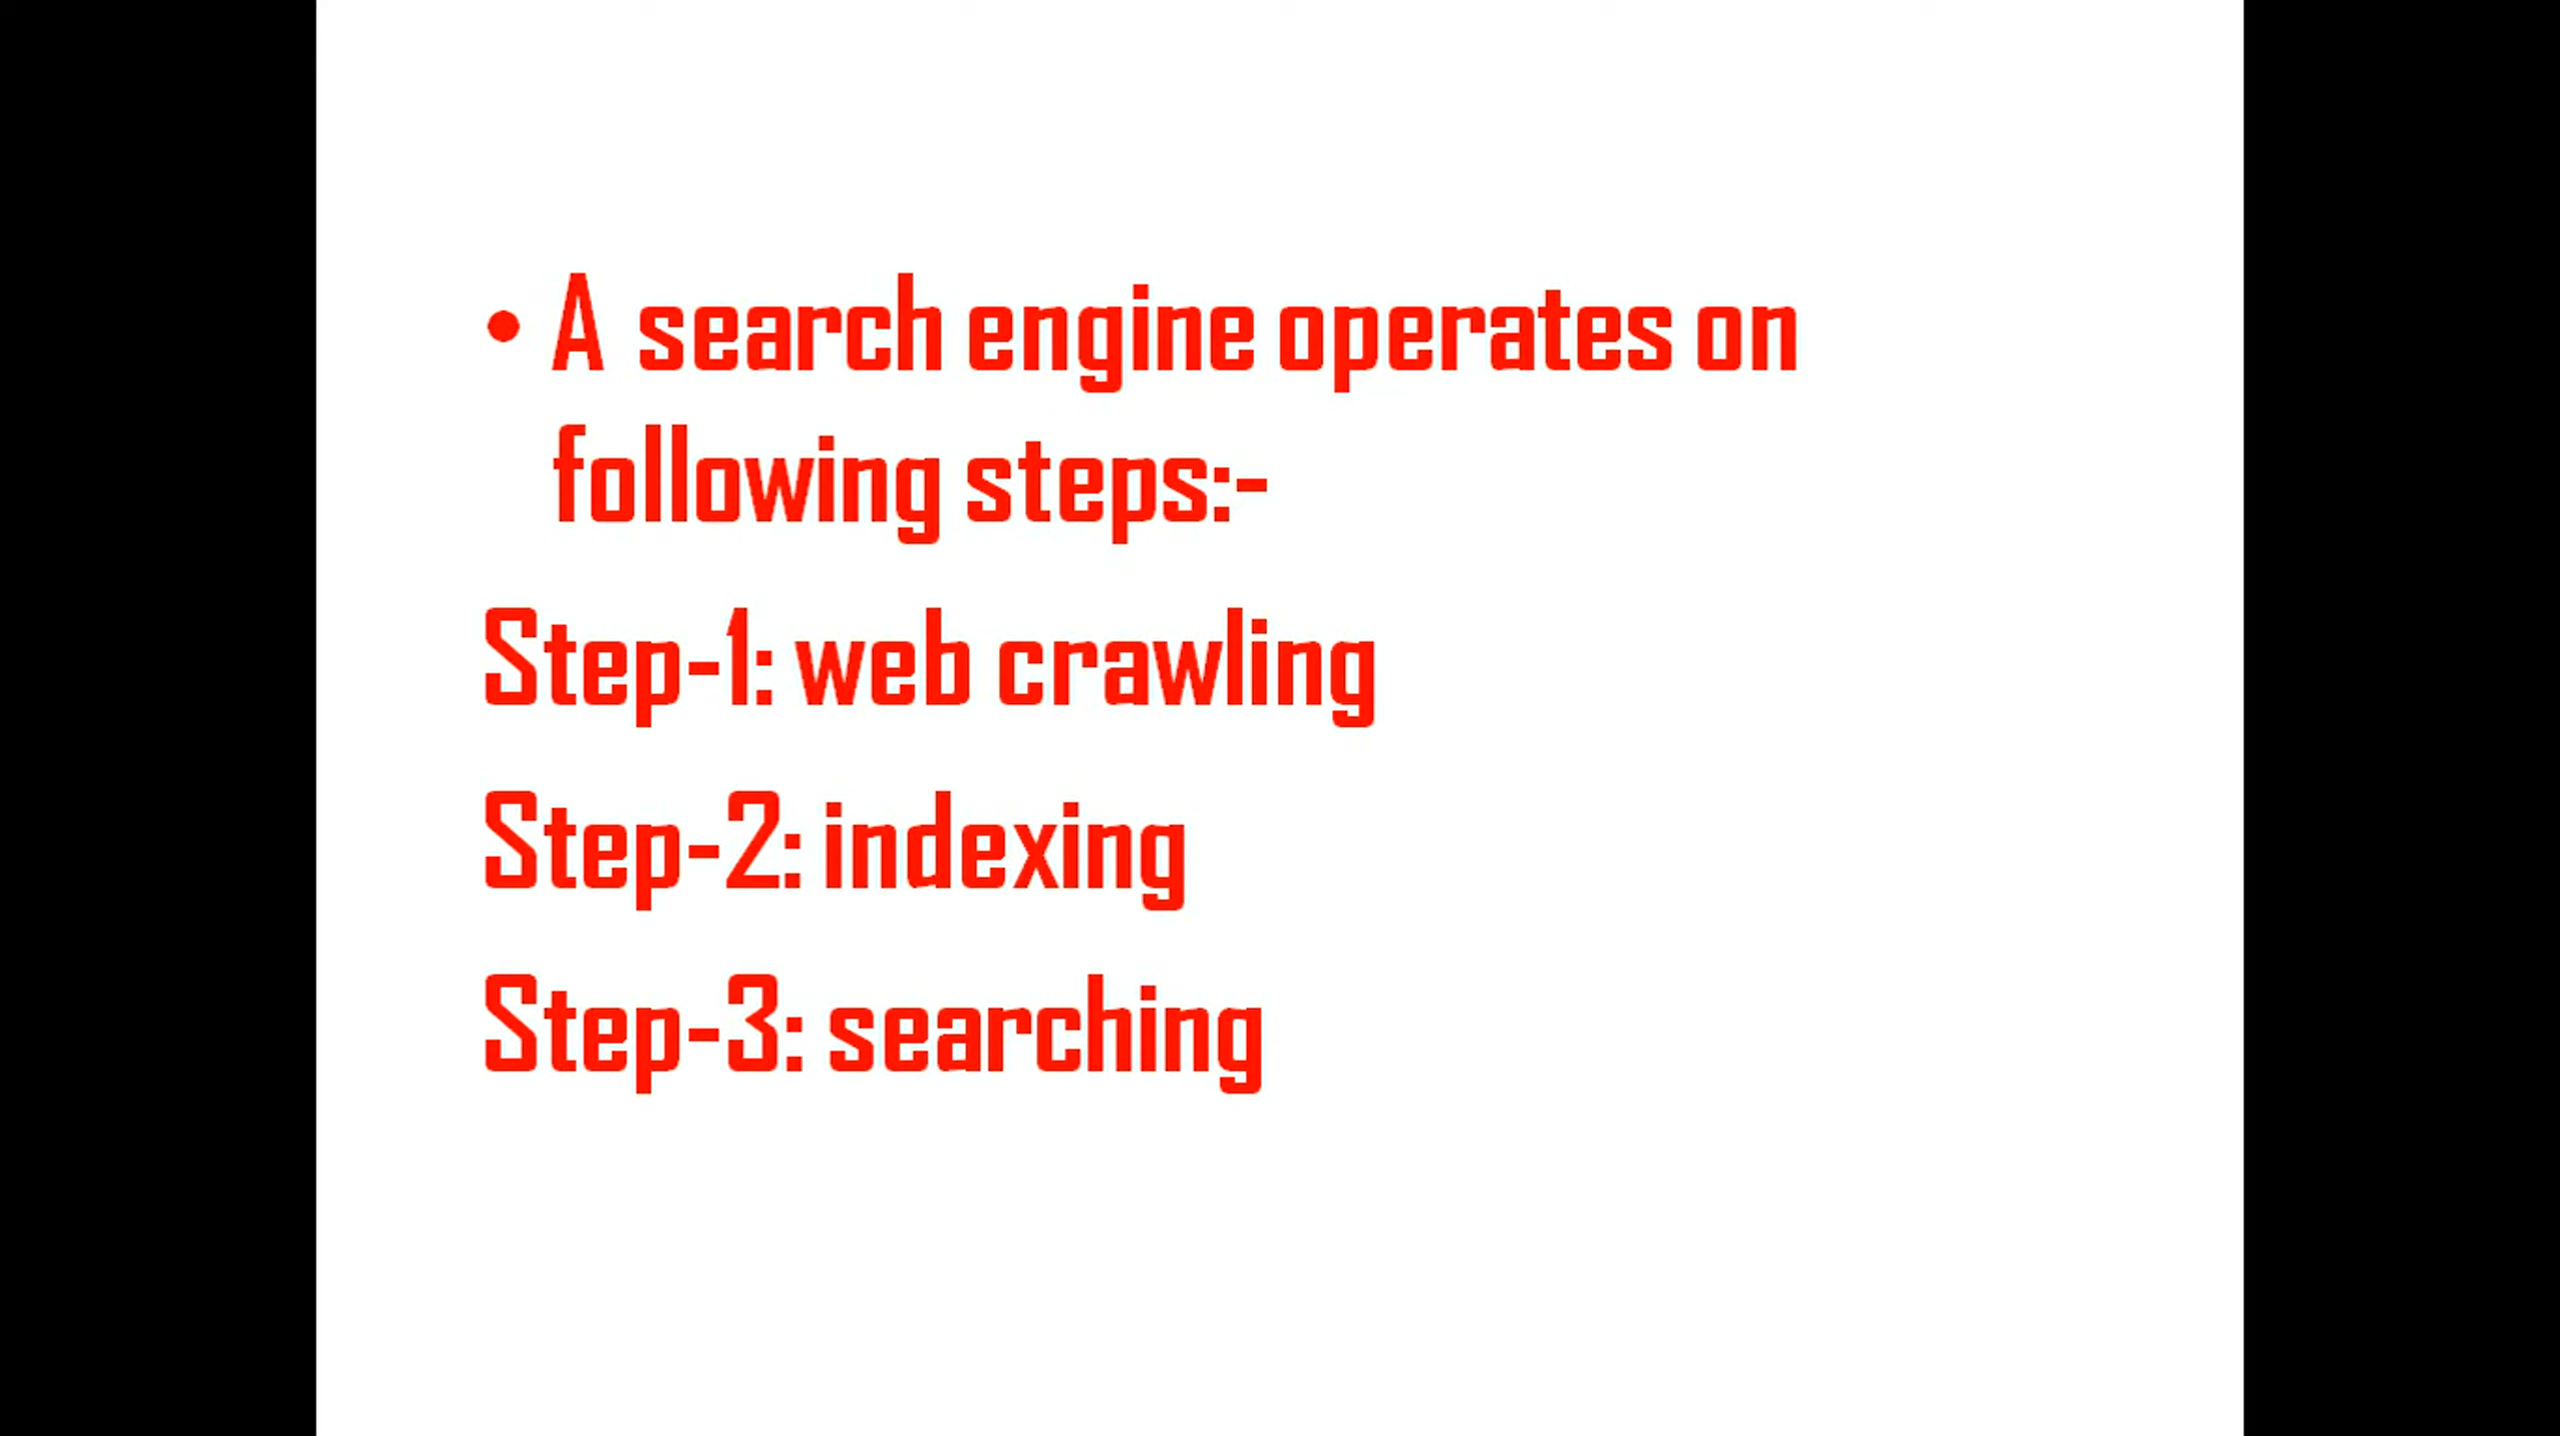 • A search engine operates on
following steps:-
Step-1: web crawling
Step-2: indexing
Step-3: searching